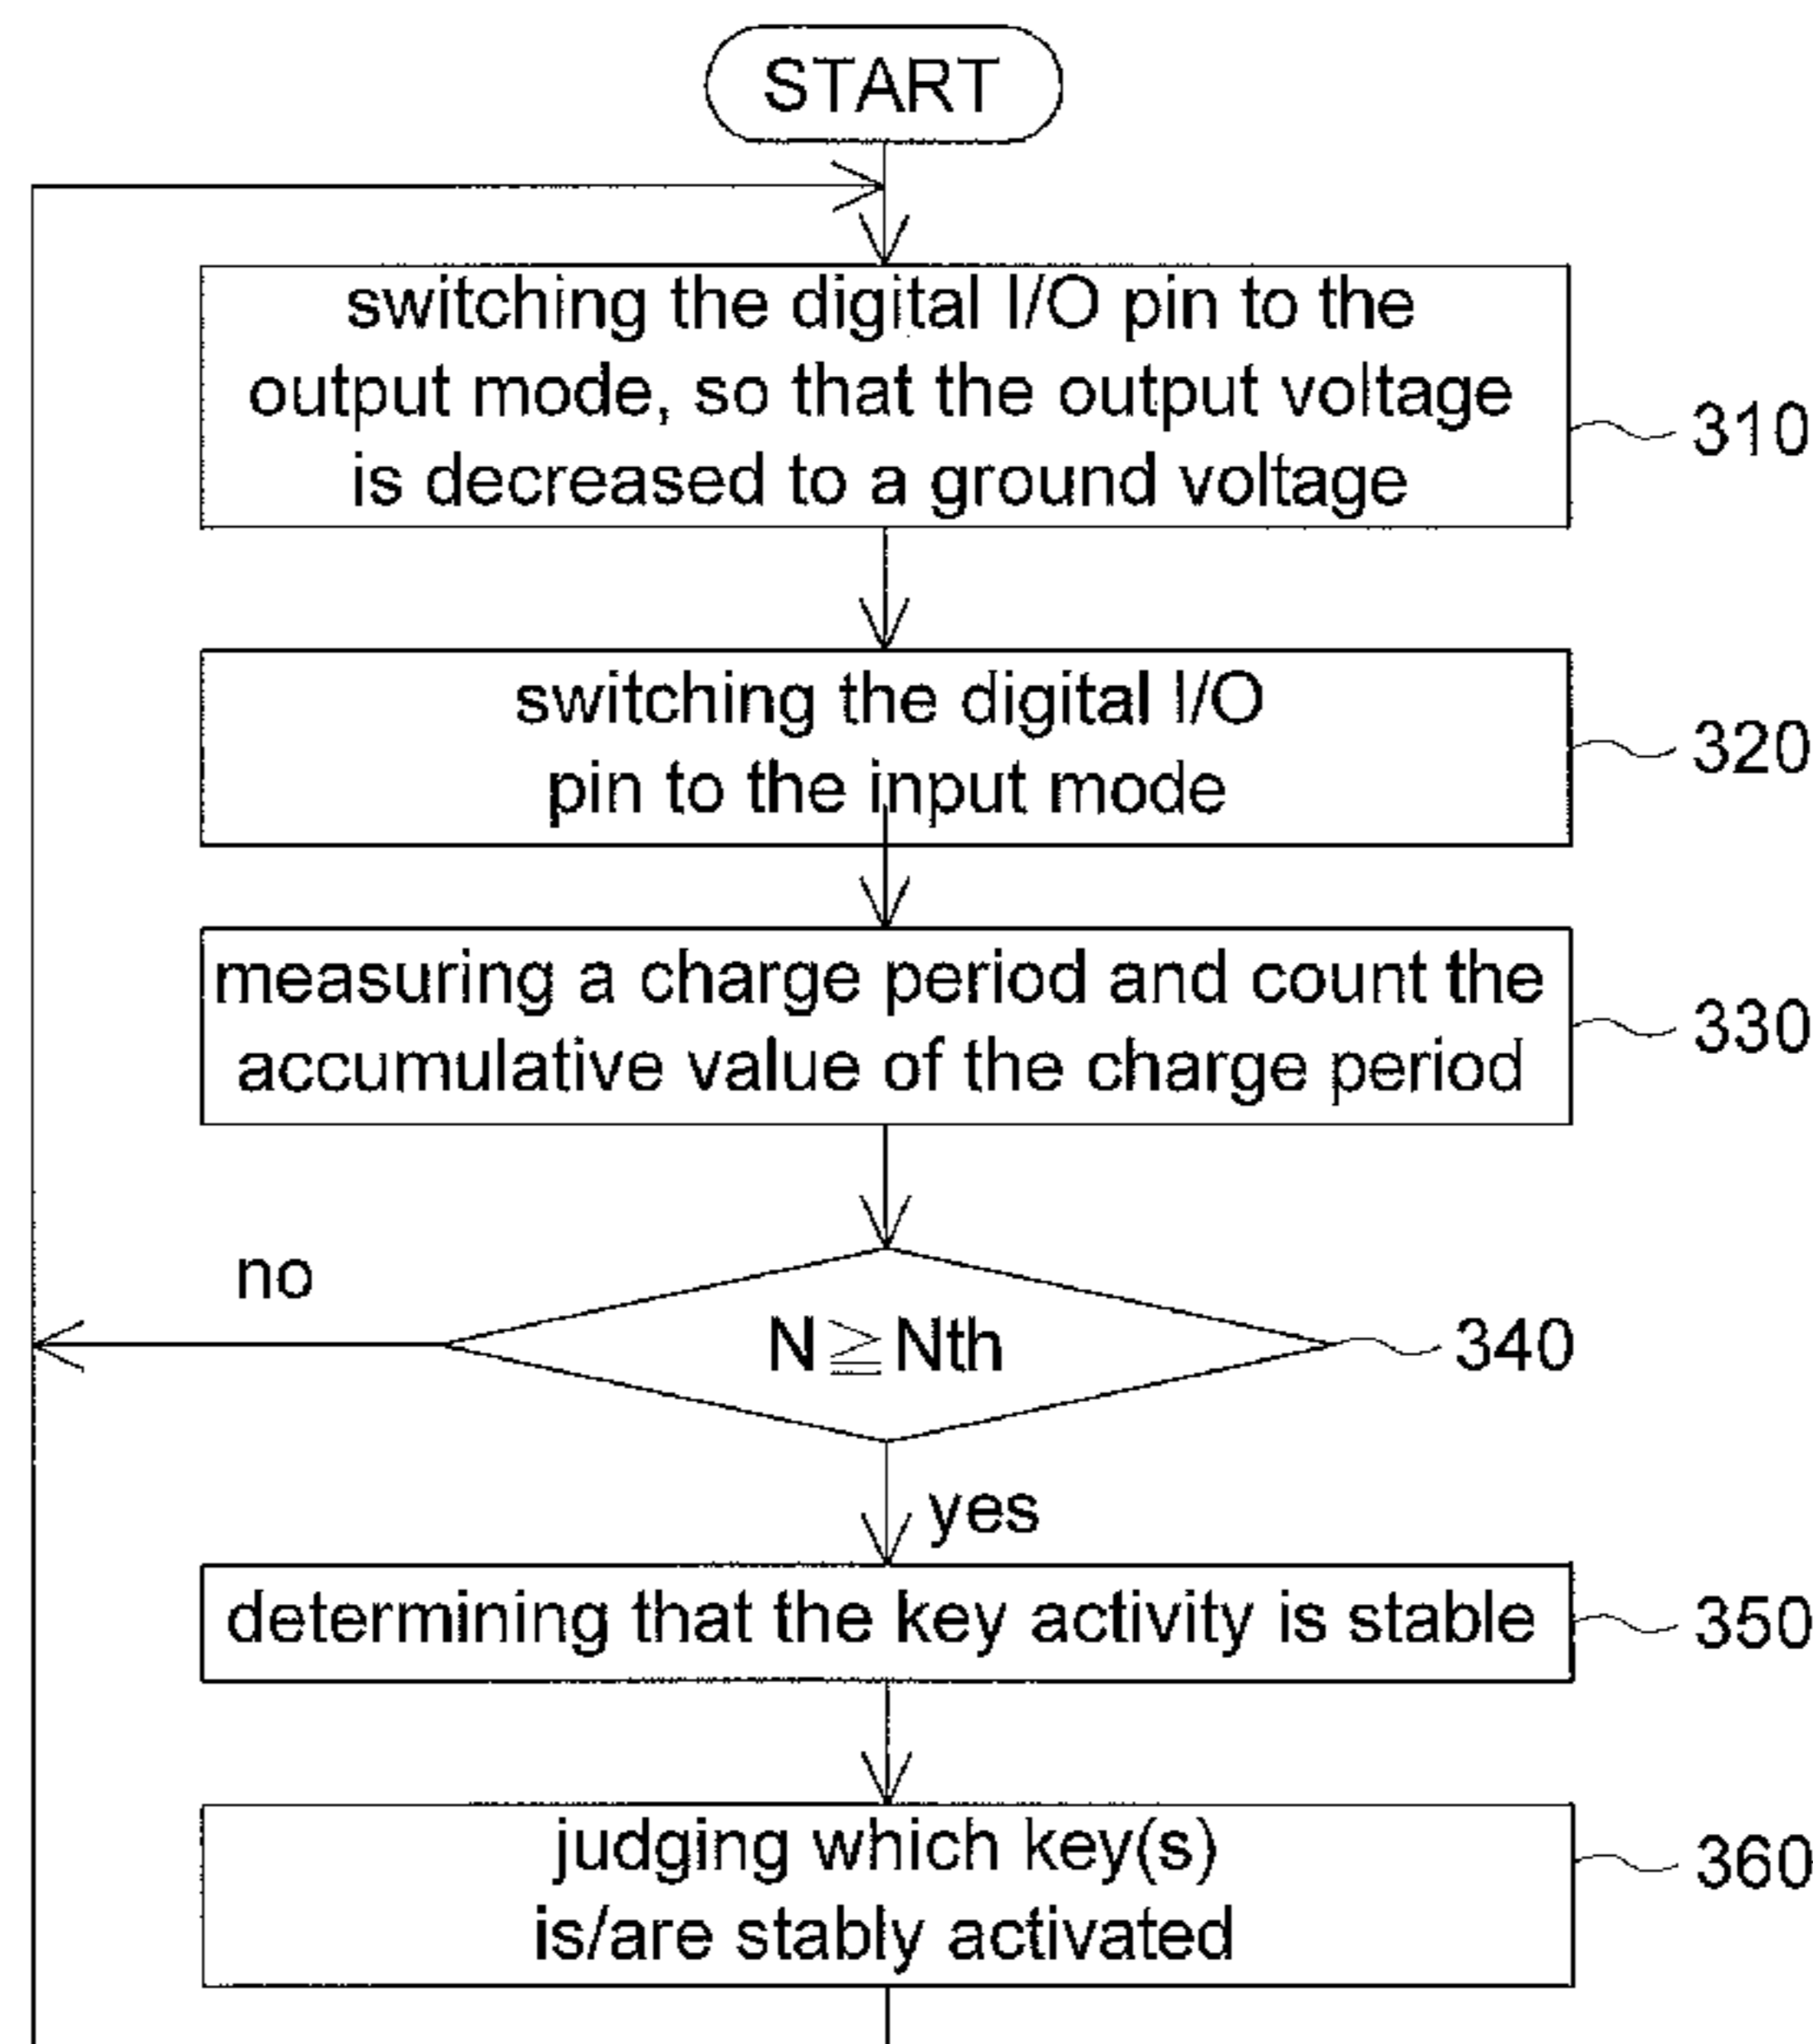 START
switching the digital I/O pin to the
output mode, so that the output voltage
is decreased to a ground voltage
310
switching the digital I/O
pin to the input mode
320
measuring a charge period and count the
accumulative value of the charge period
330
no
N≧Nth
340
yes
determining that the key activity is stable
350
judging which key(s)
is/are stably activated
360